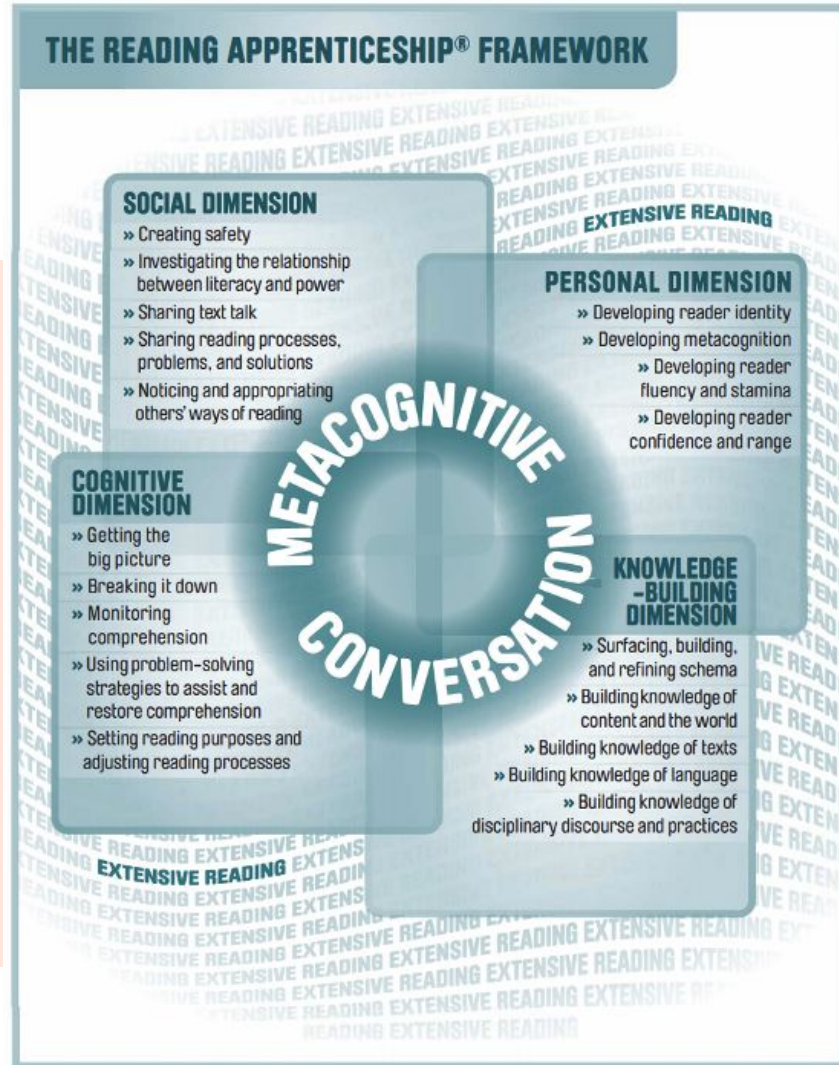 THE READING APPRENTICESHIP® FRAMEWORK
EXTENSIVE READING
SOCIAL DIMENSION
» Creating safety
» Investigating the relationship
between literacy and power
» Sharing text talk
» Sharing reading processes,
problems, and solutions
» Noticing and appropriating
others' ways of reading
EXTENSIVE READING
PERSONAL DIMENSION
» Developing reader identity
» Developing metacognition
» Developing reader
fluency and stamina
» Developing reader
confidence and range
METACOGNITIVE
CONVERSATION
COGNITIVE
DIMENSION
» Getting the
big picture
» Breaking it down
» Monitoring
comprehension
» Using problem-solving
strategies to assist and
restore comprehension
» Setting reading purposes and
adjusting reading processes
KNOWLEDGE
-BUILDING
DIMENSION
» Surfacing, building,
and refining schema
» Building knowledge of
content and the world
» Building knowledge of texts
» Building knowledge of language
» Building knowledge of
disciplinary discourse and practices
EXTENSIVE READING